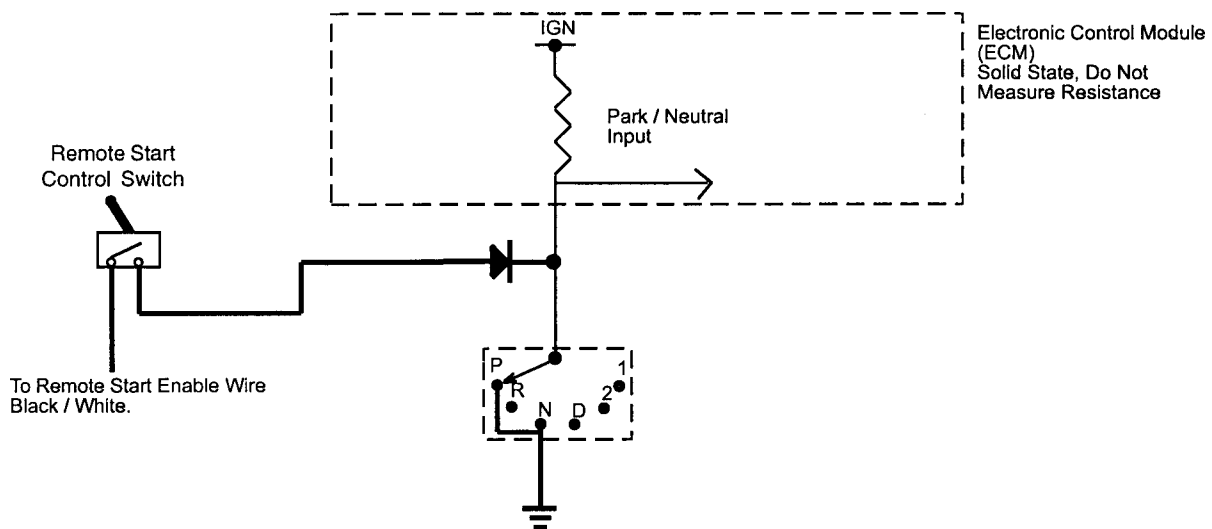 IGN
Electronic Control Module
(ECM)
Solid State, Do Not
Measure Resistance
Park / Neutral
Input
Remote Start
Control Switch
To Remote Start Enable Wire
Black / White.
P
R
N
D
2
1